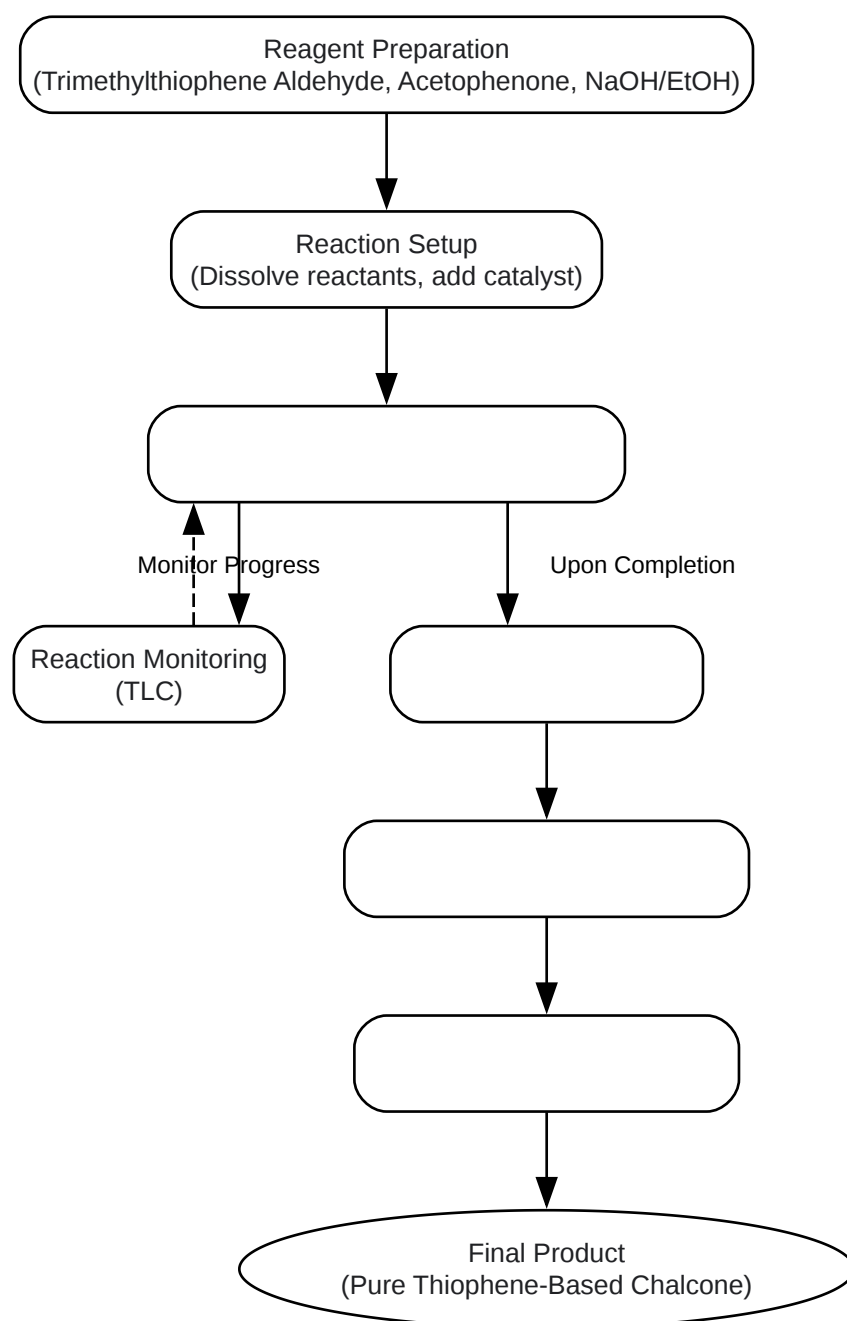 Reagent Preparation
(Trimethylthiophene Aldehyde, Acetophenone, NaOH/EtOH)
Reaction Setup
(Dissolve reactants, add catalyst)
Monitor Progress
Upon Completion
Reaction Monitoring
(TLC)
Final Product
(Pure Thiophene-Based Chalcone)